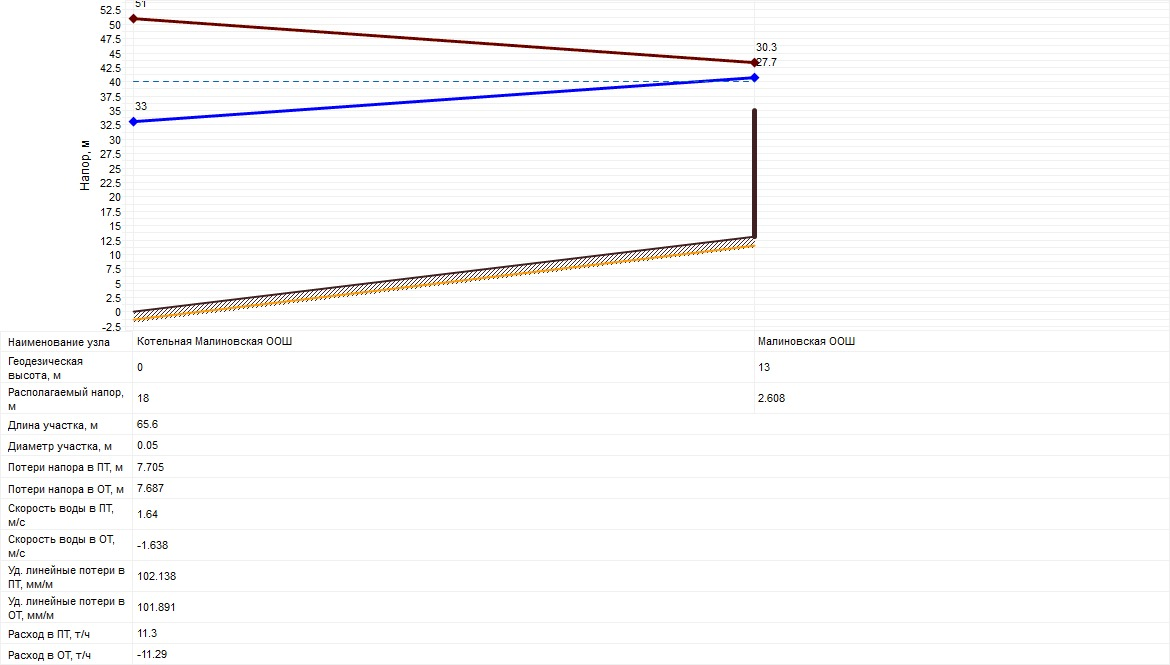 51
52.5
50
47.5
45
42.5
40
37.5
35
32.5
30
27.5
25
22.5
20
17.5
15
12.5
10
7.5
5
2.5
0
-2.5
Напор, м
33
30.3
27.7
Наименование узла
Котельная Малиновская ООШ
Малиновская ООШ
Геодезическая
высота, м
0
13
Располагаемый напор,
м
18
2.608
Длина участка, м
65.6
Диаметр участка, м
0.05
Потери напора в ПТ, м
7.705
Потери напора в ОТ, м
7.687
Скорость воды в ПТ,
м/с
1.64
Скорость воды в ОТ,
м/с
-1.638
Уд. линейные потери в
ПТ, мм/м
102.138
Уд. линейные потери в
ОТ, мм/м
101.891
Расход в ПТ, т/ч
11.3
Расход в ОТ, т/ч
-11.29